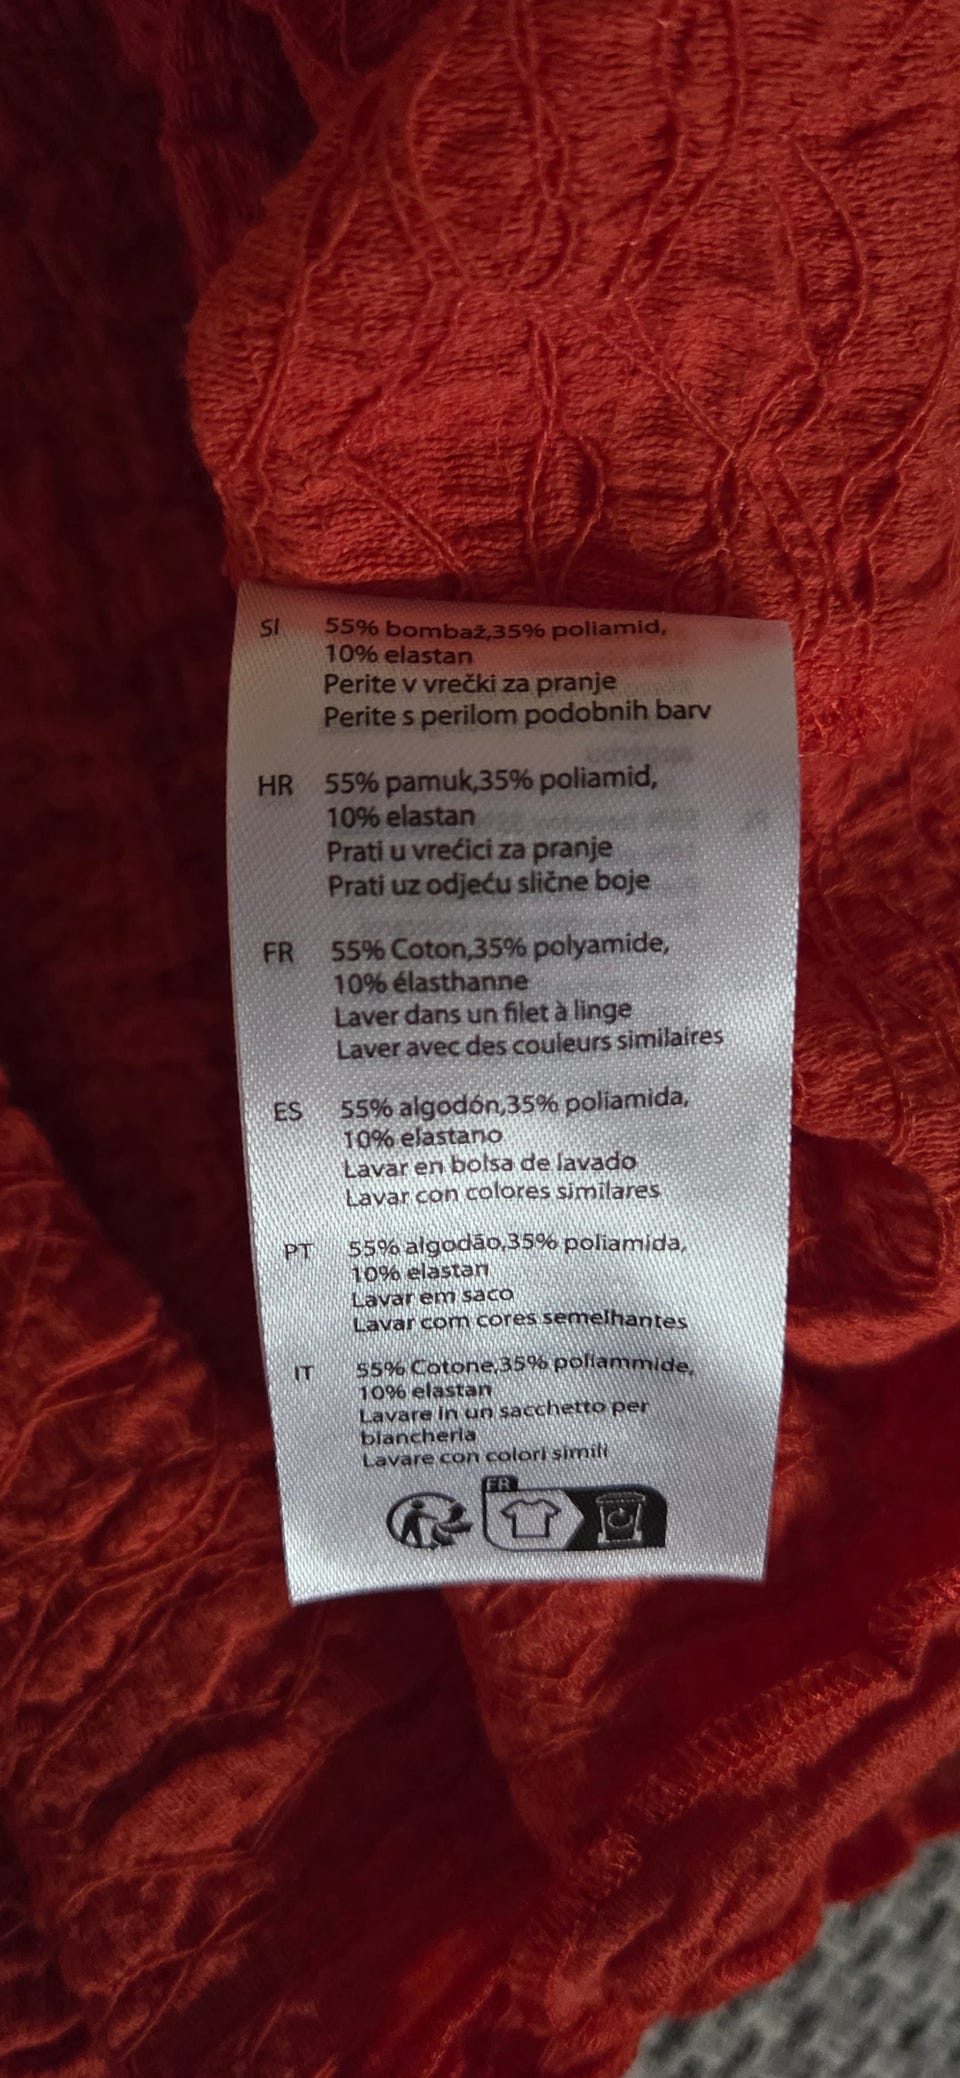 SI 55% bombaž,35% poliamid,
10% elastan
Perite v vrečki za pranje
Perite s perilom podobnih barv
HR 55% pamuk,35% poliamid,
10% elastan
Prati u vrećici za pranje
Prati uz odjeću slične boje
FR 55% Coton,35% polyamide,
10% élasthanne
Laver dans un filet à linge
Laver avec des couleurs similaires
ES 55% algodón,35% poliamida,
10% elastano
Lavar en bolsa de lavado
Lavar con colores similares
PT 55% algodão,35% poliamida,
10% elastan
Lavar em saco
Lavar com cores semelhantes
IT 55% Cotone,35% poliammide,
10% elastan
Lavare in un sacchetto per
biancheria
Lavare con colori simili
FR